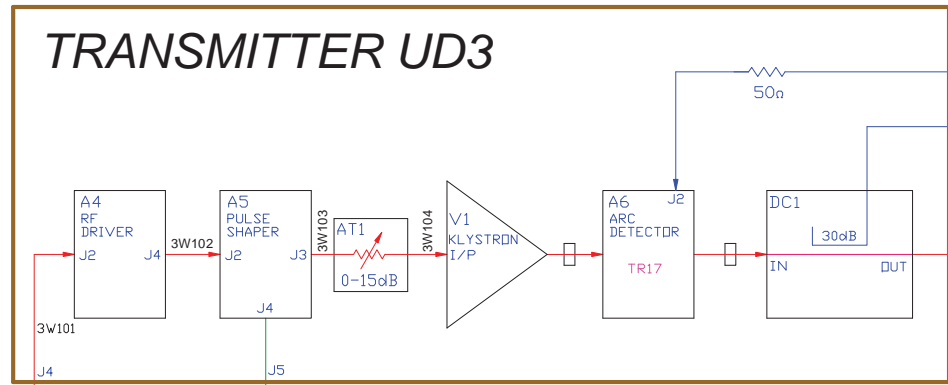 TRANSMITTER UD3
50Ω
A4
RF
DRIVER
J2
J4
3W101
J4
3W102
A5
PULSE
SHAPER
J2
J3
J4
J5
3W103
AT1
0-15dB
3W104
V1
KLYSTRON
I/P
A6
J2
ARC
DETECTOR
TR17
DC1
30dB
IN
OUT